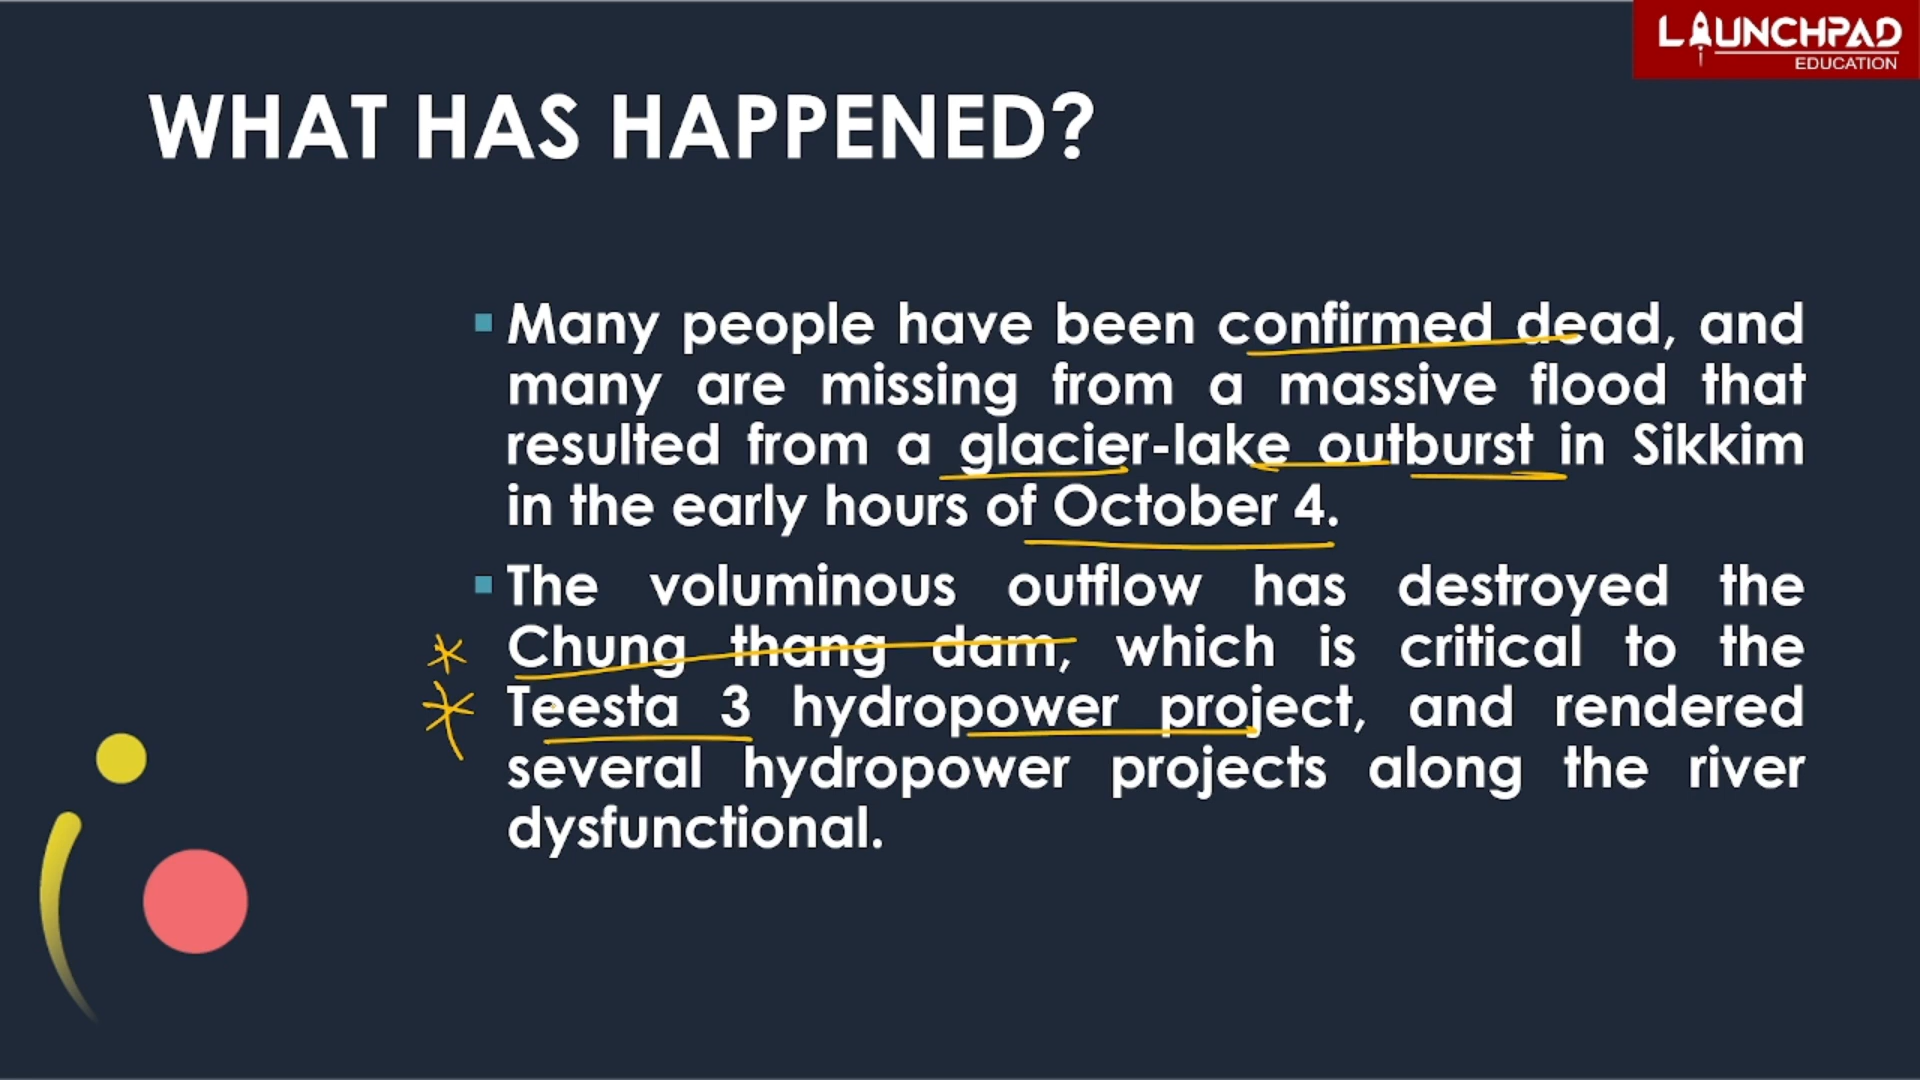 LAUNCHPAD
EDUCATION
WHAT HAS HAPPENED?
Many people have been confirmed dead, and
many are missing from a massive flood that
resulted from a glacier-lake outburst in Sikkim
in the early hours of October 4.
The voluminous outflow has destroyed the
Chung thang dam, which is critical to the
Teesta 3 hydropower project, and rendered
several hydropower projects along the river
dysfunctional.